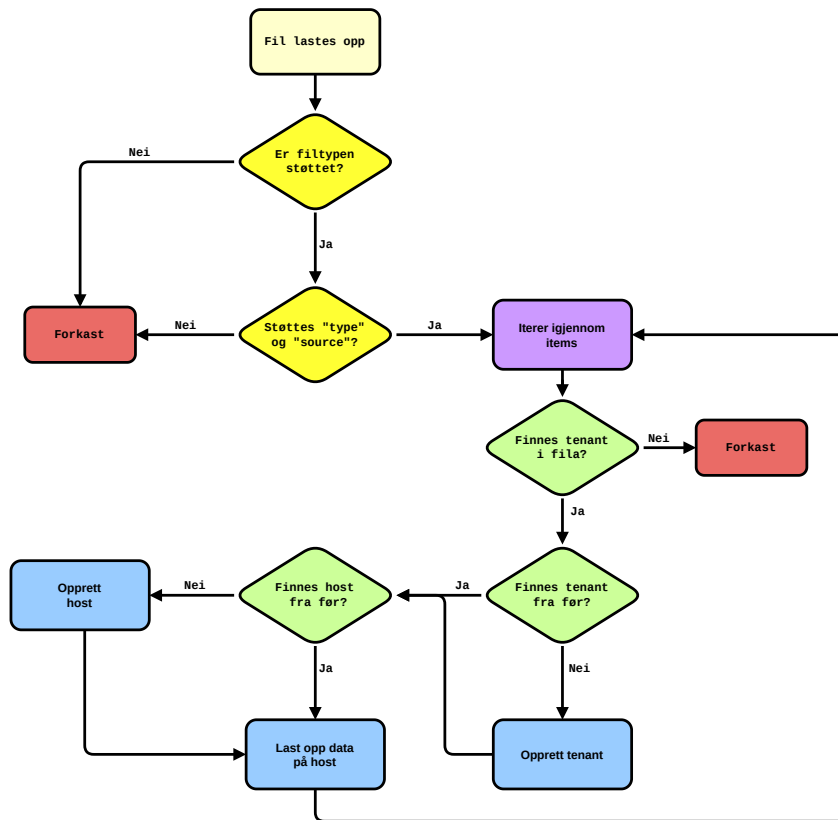 Fil lastes opp
Nei
Er filtypen
støttet?
Ja
Forkast
Nei
Støttes "type"
og "source"?
Ja
Iterer igjennom
items
Finnes tenant
i fila?
Nei
Forkast
Ja
Opprett
host
Nei
Finnes host
fra før?
Ja
Finnes tenant
fra før?
Ja
Nei
Last opp data
på host
Opprett tenant